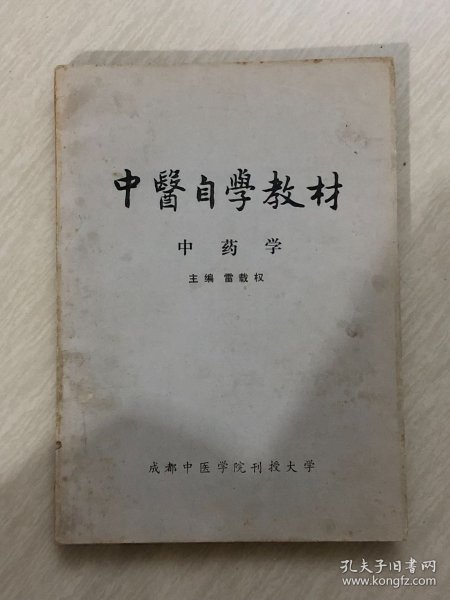 中醫自學教材
中药学
主编 雷载权
成都中医学院刊授大学
孔夫子旧书网
www.kongfz.com